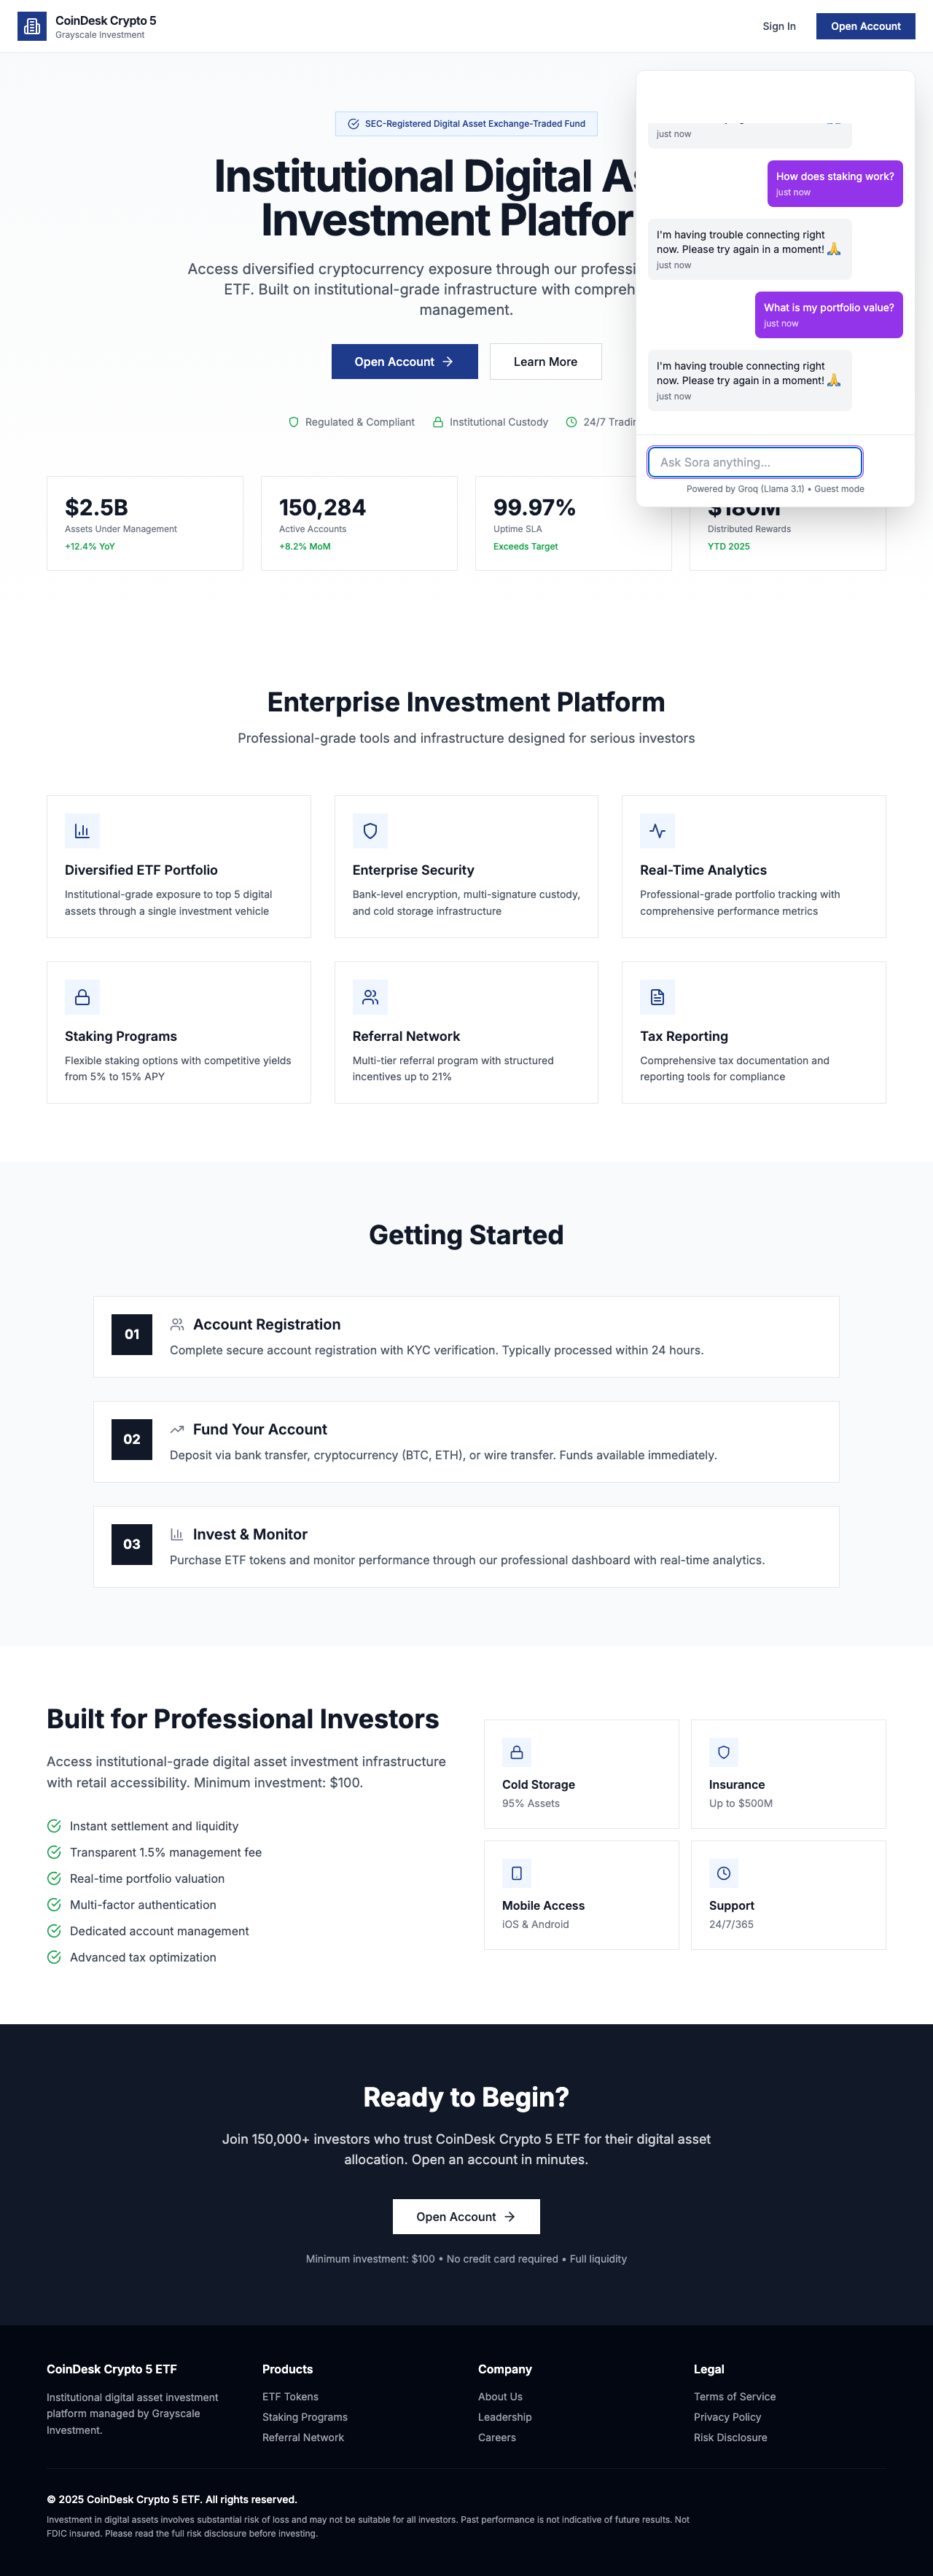 CoinDesk Crypto 5
Grayscale Investment
Sign In
Open Account
SEC-Registered Digital Asset Exchange-Traded Fund
Institutional Digital
Investment
Access diversified cryptocurrency exposure through our
ETF. Built on institutional-grade infrastructure with
management.
Open Account
Learn More
Regulated & Compliant
Institutional Custody
24/7
just now
How does staking work?
just now
I'm having trouble connecting right
now. Please try again in a moment! 🙏
just now
What is my portfolio value?
just now
I'm having trouble connecting right
now. Please try again in a moment! 🙏
just now
Ask Sora anything...
Powered by Groq (Llama 3.1) • Guest mode
$2.5B
Assets Under Management
+12.4% YoY
150,284
Active Accounts
+8.2% MoM
99.97%
Uptime SLA
Exceeds Target
$180M
Distributed Rewards
YTD 2025
Enterprise Investment Platform
Professional-grade tools and infrastructure designed for serious investors
Diversified ETF Portfolio
Institutional-grade exposure to top 5 digital
assets through a single investment vehicle
Enterprise Security
Bank-level encryption, multi-signature custody,
and cold storage infrastructure
Real-Time Analytics
Professional-grade portfolio tracking with
comprehensive performance metrics
Staking Programs
Flexible staking options with competitive yields
from 5% to 15% APY
Referral Network
Multi-tier referral program with structured
incentives up to 21%
Tax Reporting
Comprehensive tax documentation and
reporting tools for compliance
Getting Started
01
Account Registration
Complete secure account registration with KYC verification. Typically processed within 24 hours.
02
Fund Your Account
Deposit via bank transfer, cryptocurrency (BTC, ETH), or wire transfer. Funds available immediately.
03
Invest & Monitor
Purchase ETF tokens and monitor performance through our professional dashboard with real-time analytics.
Built for Professional Investors
Access institutional-grade digital asset investment infrastructure
with retail accessibility. Minimum investment: $100.
Instant settlement and liquidity
Transparent 1.5% management fee
Real-time portfolio valuation
Multi-factor authentication
Dedicated account management
Advanced tax optimization
Cold Storage
95% Assets
Insurance
Up to $500M
Mobile Access
iOS & Android
Support
24/7/365
Ready to Begin?
Join 150,000+ investors who trust CoinDesk Crypto 5 ETF for their digital asset
allocation. Open an account in minutes.
Open Account
Minimum investment: $100 • No credit card required • Full liquidity
CoinDesk Crypto 5 ETF
Institutional digital asset investment
platform managed by Grayscale
Investment.
Products
ETF Tokens
Staking Programs
Referral Network
Company
About Us
Leadership
Careers
Legal
Terms of Service
Privacy Policy
Risk Disclosure
© 2025 CoinDesk Crypto 5 ETF. All rights reserved.
Investment in digital assets involves substantial risk of loss and may not be suitable for all investors. Past performance is not indicative of future results. Not
FDIC insured. Please read the full risk disclosure before investing.